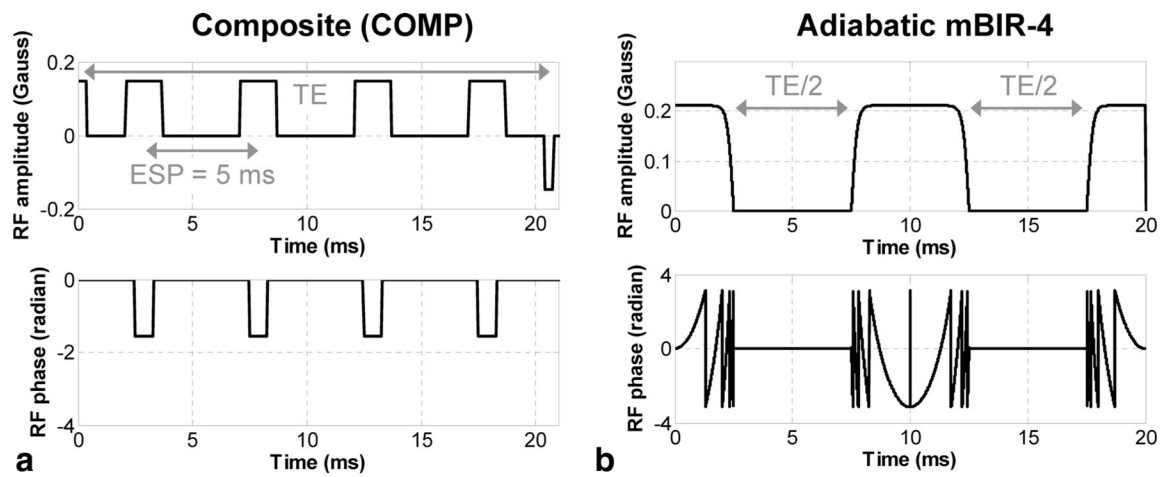 Composite (COMP)
RF amplitude (Gauss)
0.2
0
-0.2
TE
ESP = 5 ms
0 5 10 15 20
Time (ms)
RF phase (radian)
0
-2
-4
0 5 10 15 20
Time (ms)
a
Adiabatic mBIR-4
RF amplitude (Gauss)
0.2
0.1
0
TE/2 TE/2
0 5 10 15 20
Time (ms)
RF phase (radian)
4
0
-4
0 5 10 15 20
Time (ms)
b